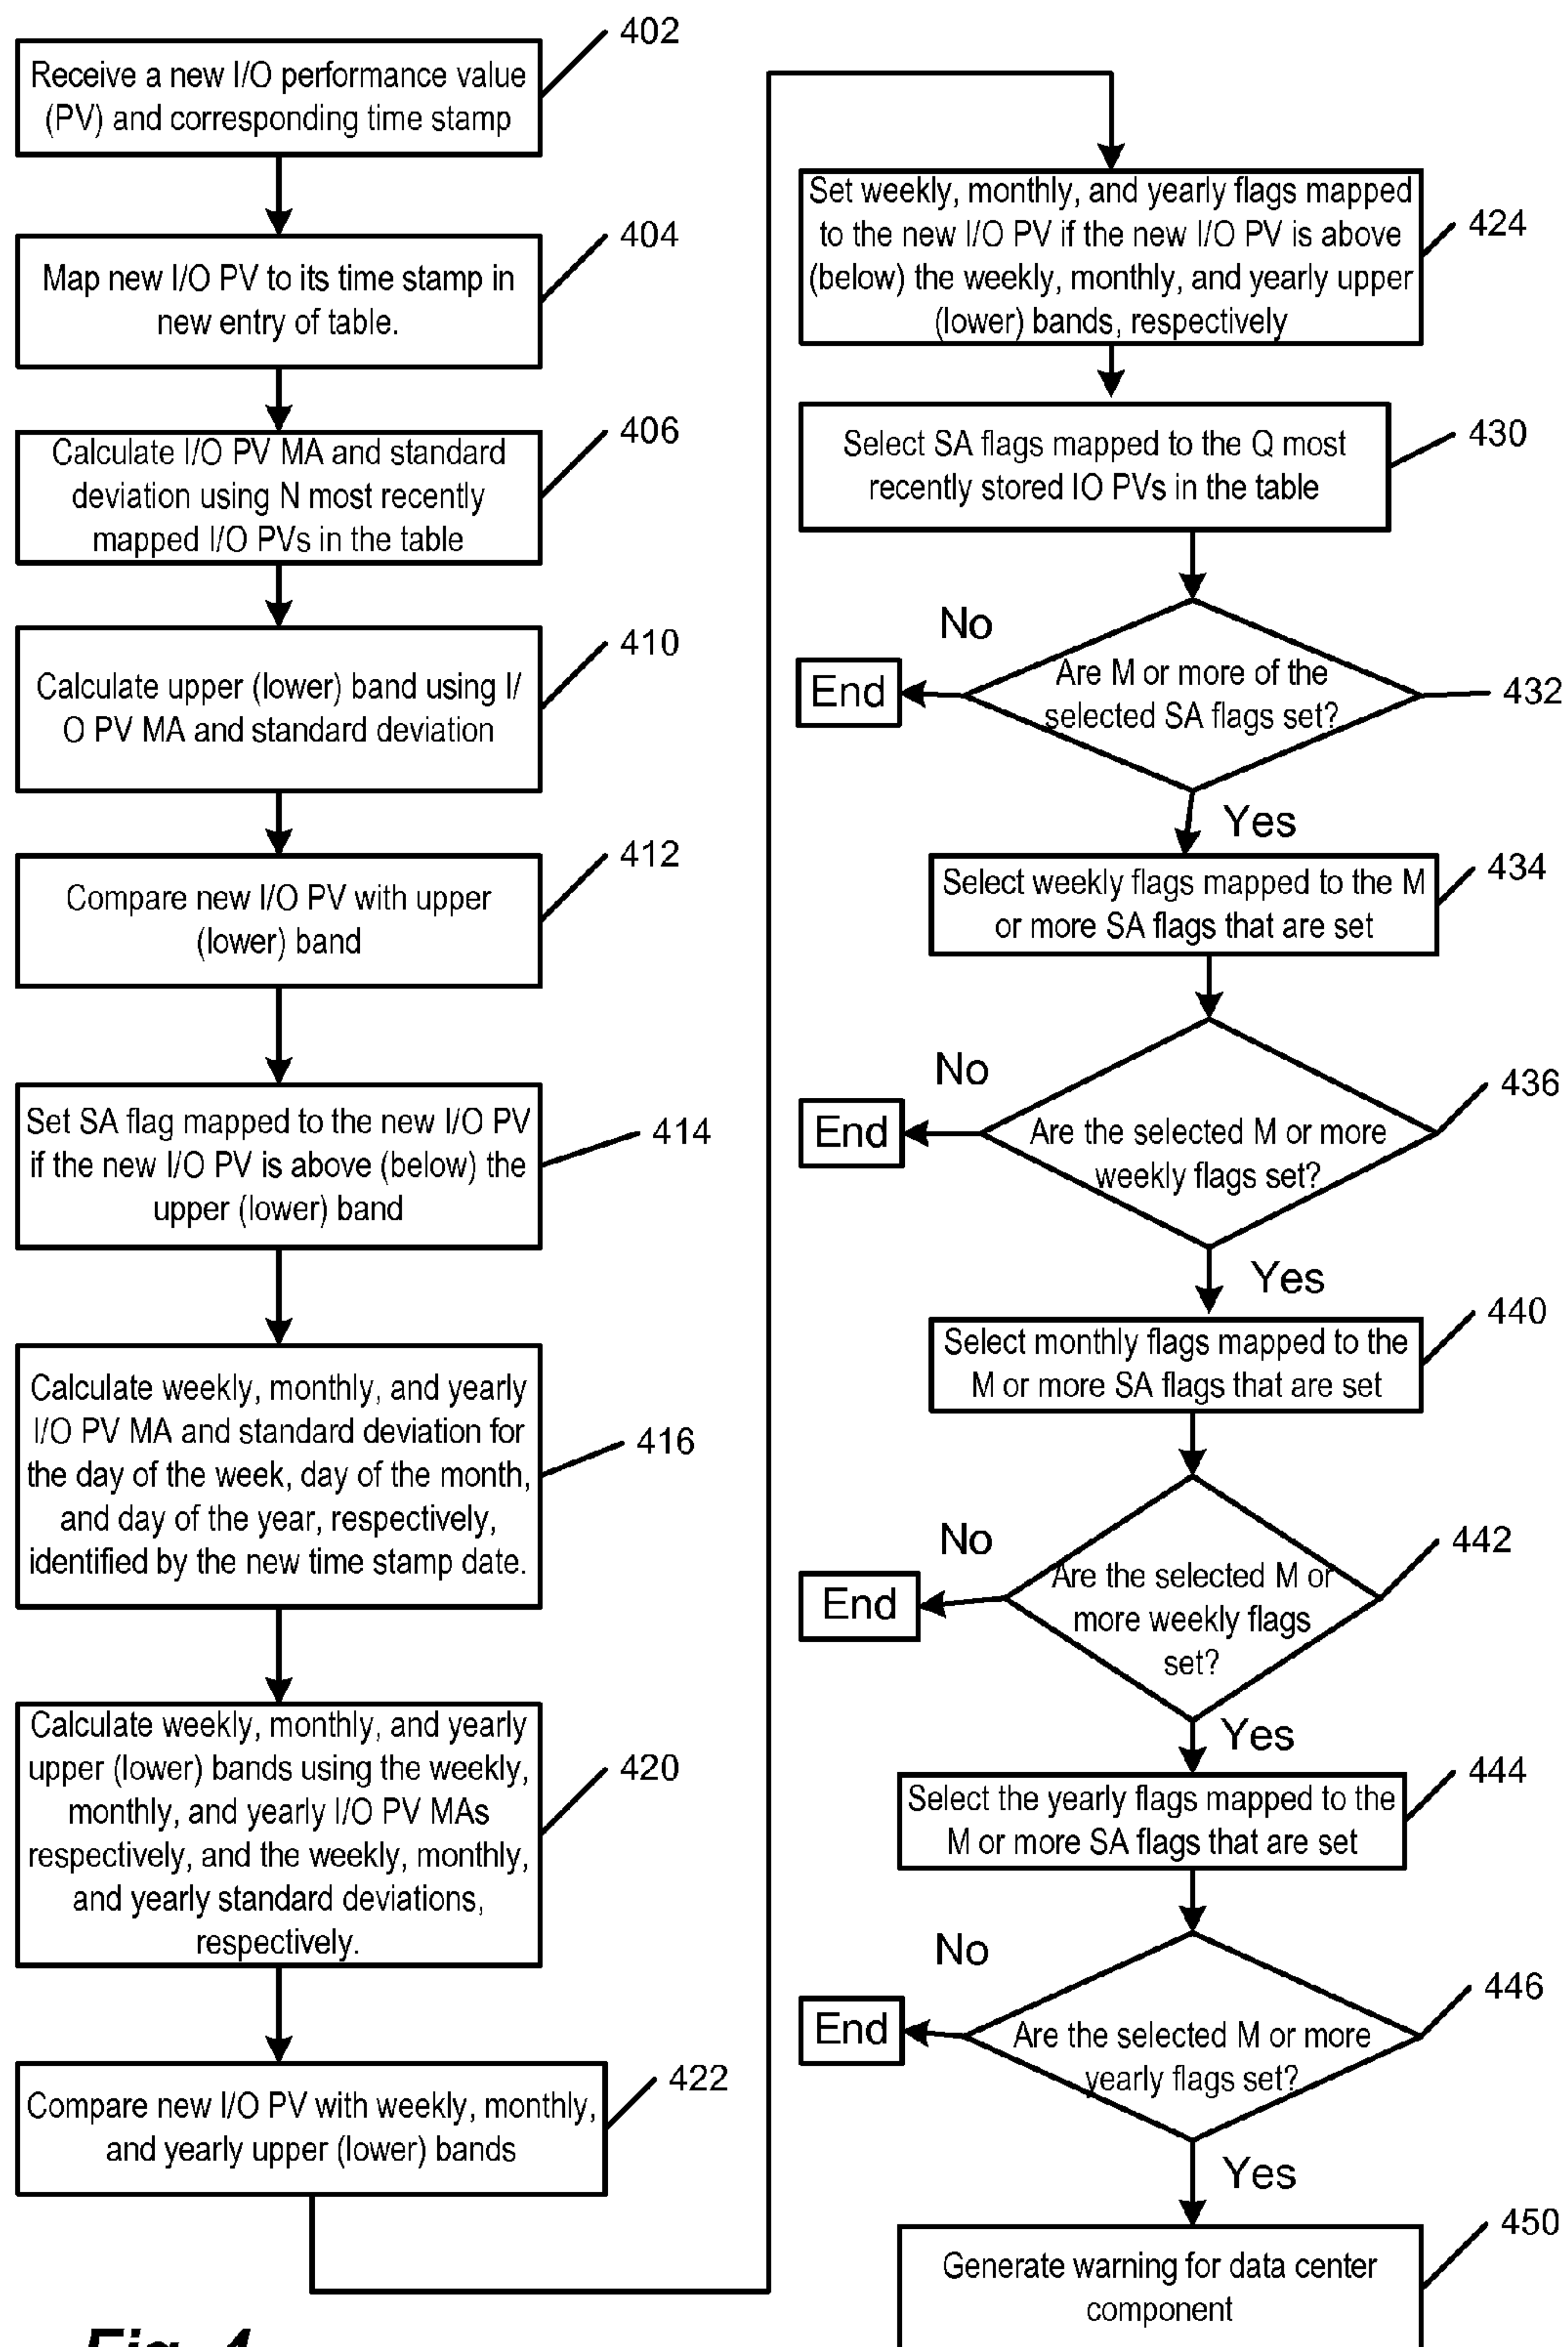 402
Receive a new I/O performance value
(PV) and corresponding time stamp
404
Map new I/O PV to its time stamp in
new entry of table.
406
Calculate I/O PV MA and standard
deviation using N most recently
mapped I/O PVs in the table
410
Calculate upper (lower) band using I/
O PV MA and standard deviation
412
Compare new I/O PV with upper
(lower) band
414
Set SA flag mapped to the new I/O PV
if the new I/O PV is above (below) the
upper (lower) band
416
Calculate weekly, monthly, and yearly
I/O PV MA and standard deviation for
the day of the week, day of the month,
and day of the year, respectively,
identified by the new time stamp date.
420
Calculate weekly, monthly, and yearly
upper (lower) bands using the weekly,
monthly, and yearly I/O PV MAs
respectively, and the weekly, monthly,
and yearly standard deviations,
respectively.
422
Compare new I/O PV with weekly, monthly,
and yearly upper (lower) bands
424
Set weekly, monthly, and yearly flags mapped
to the new I/O PV if the new I/O PV is above
(below) the weekly, monthly, and yearly upper
(lower) bands, respectively
430
Select SA flags mapped to the Q most
recently stored IO PVs in the table
No
End
Are M or more of the
selected SA flags set?
432
Yes
434
Select weekly flags mapped to the M
or more SA flags that are set
No
End
436
Are the selected M or more
weekly flags set?
Yes
440
Select monthly flags mapped to the
M or more SA flags that are set
No
End
442
Are the selected M or
more weekly flags
set?
Yes
444
Select the yearly flags mapped to the
M or more SA flags that are set
No
End
446
Are the selected M or more
yearly flags set?
Yes
450
Generate warning for data center
component
Fig. 4